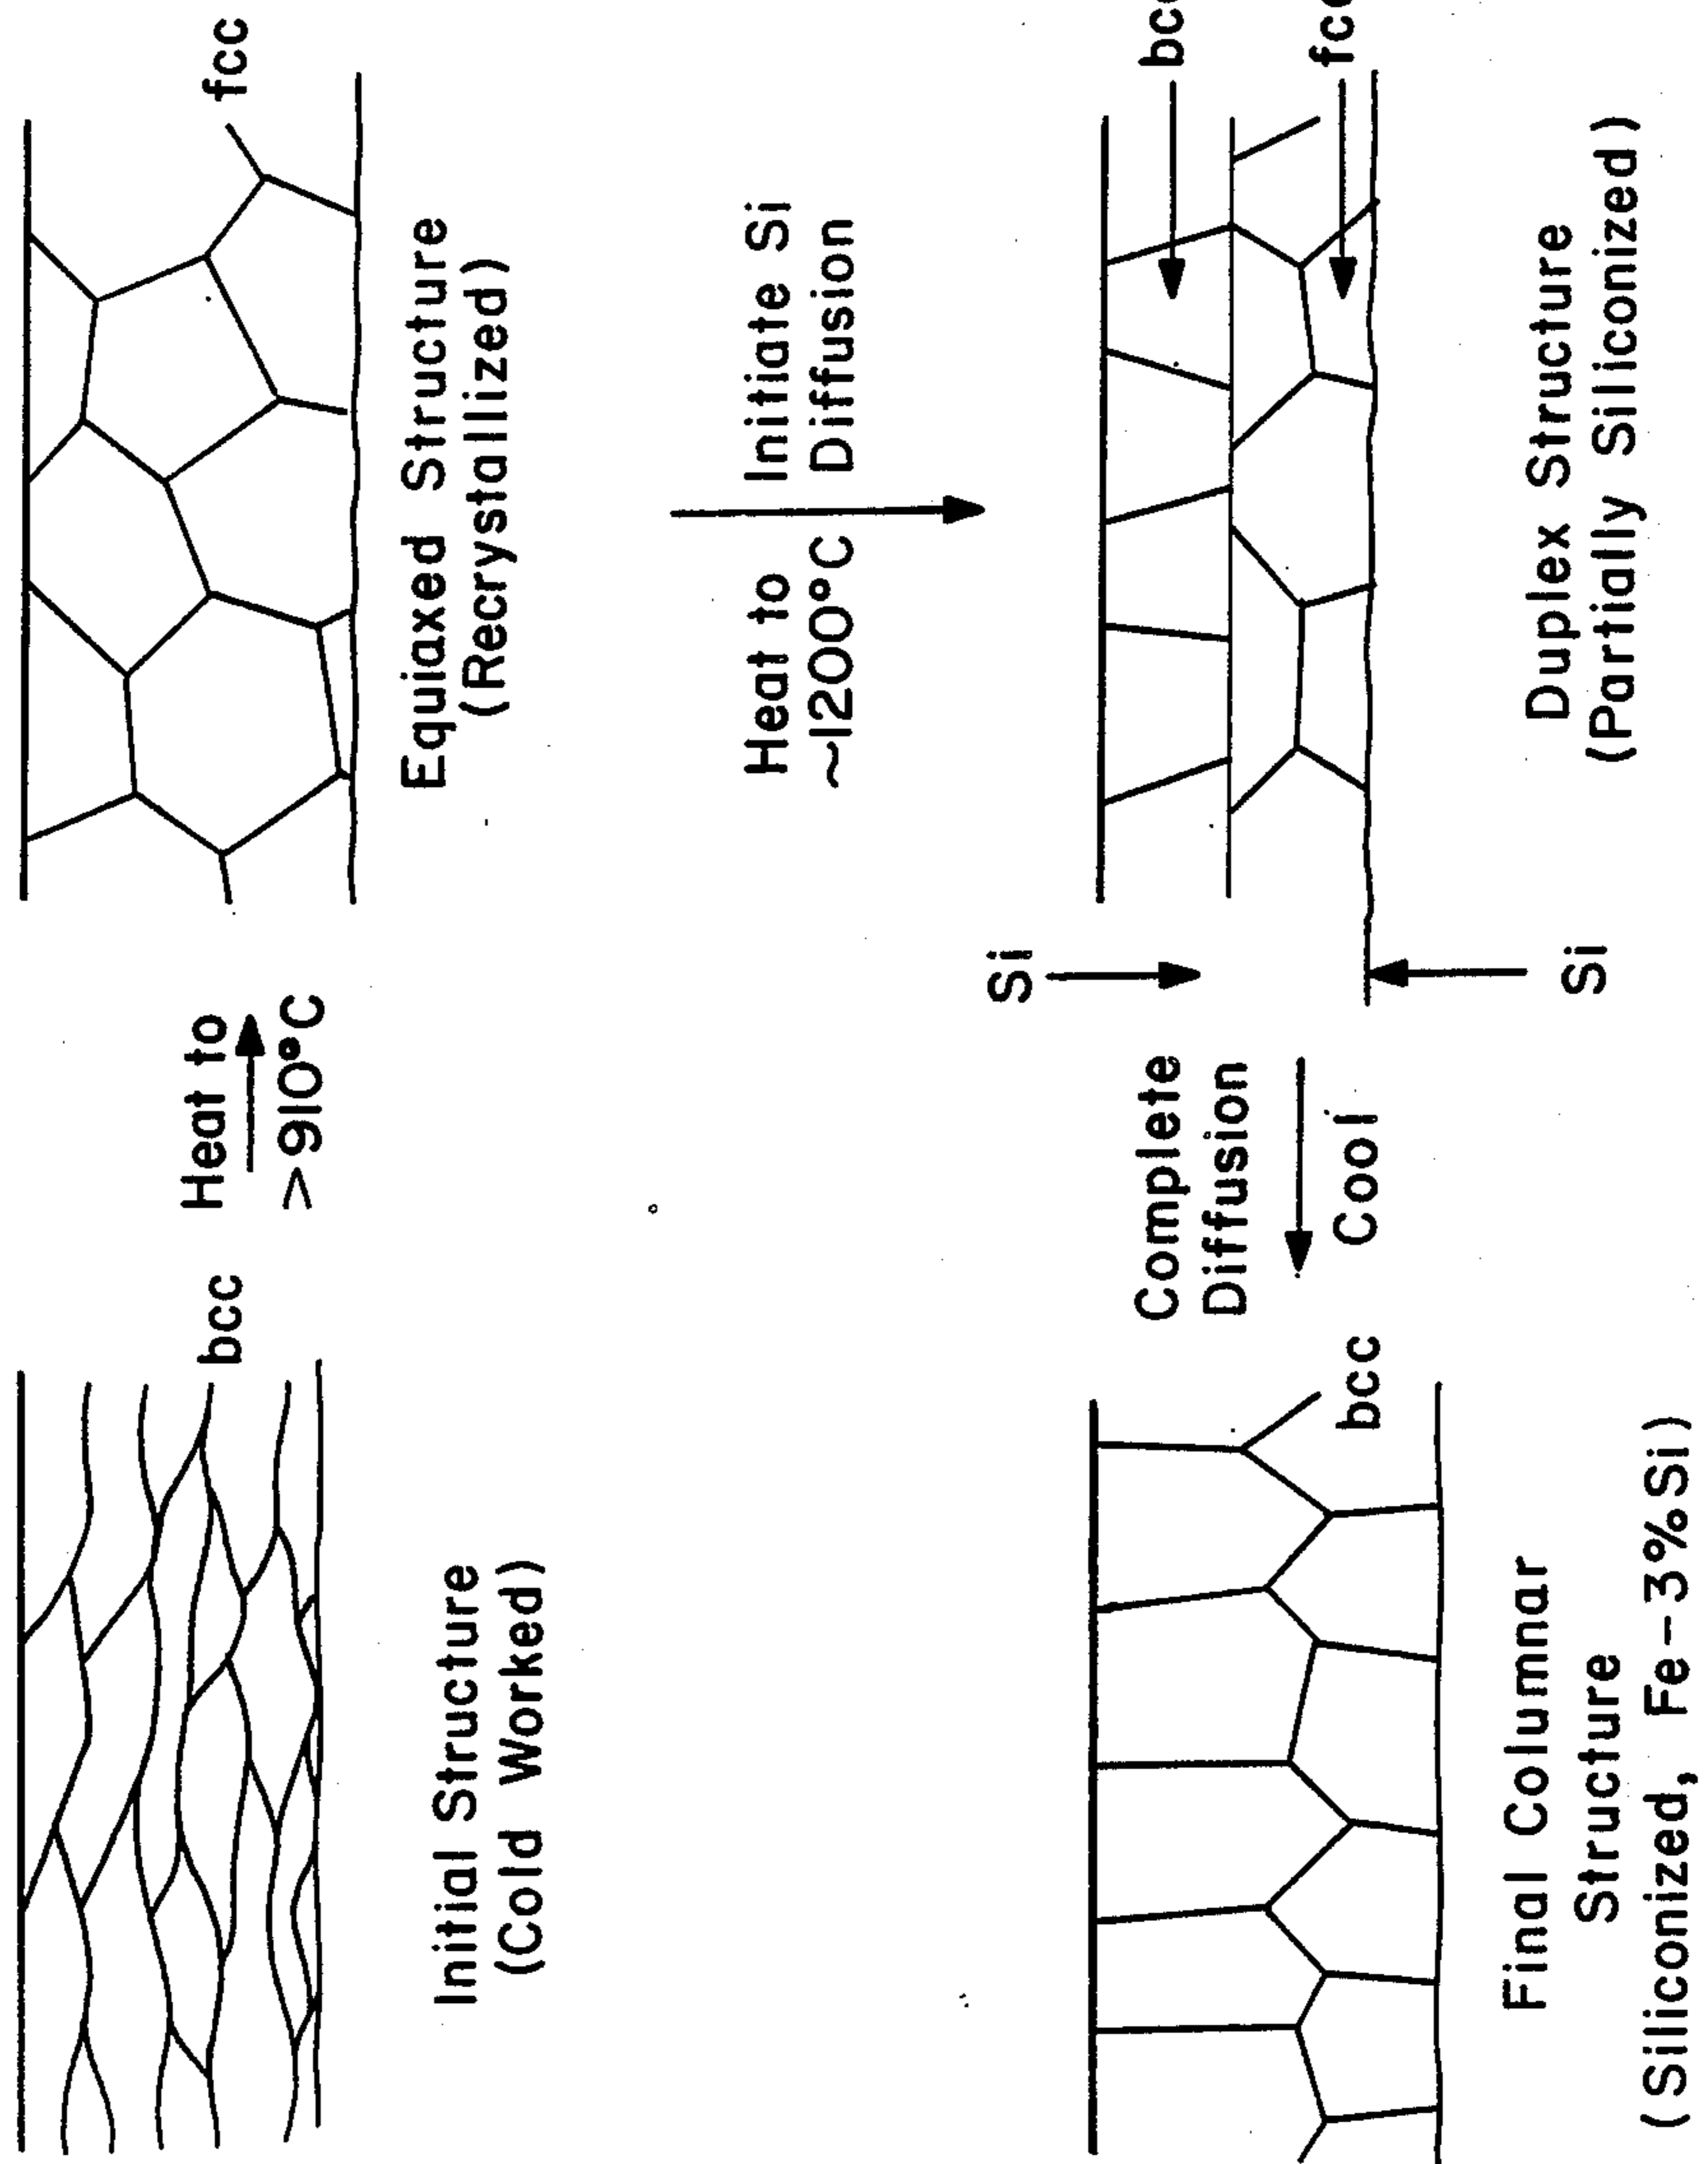 bcc
Initial Structure
(Cold Worked)
Heat to
>910°C
fcc
Equiaxed Structure
(Recrystallized)
Heat to
~1200°C
Initiate Si
Diffusion
Si
Si
bcc
fcc
Duplex Structure
(Partially Siliconized)
Complete
Diffusion
Cool
bcc
Final Columnar
Structure
(Siliconized, Fe-3%Si)